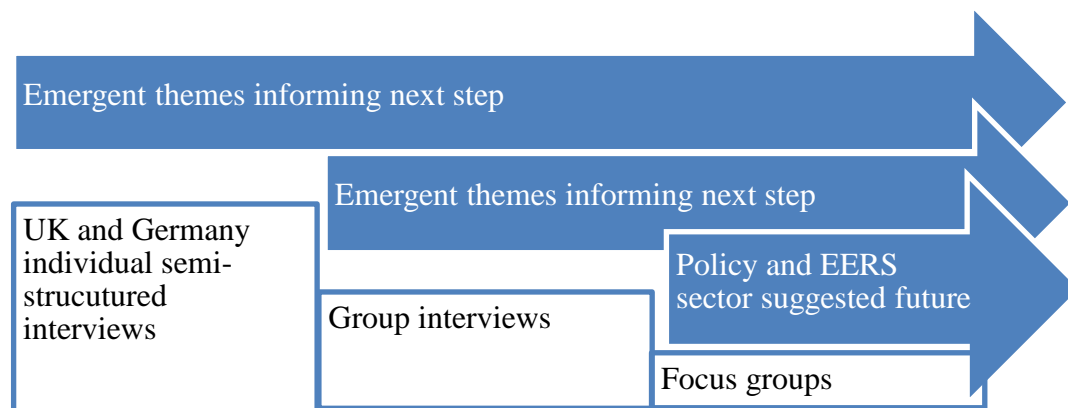 Emergent themes informing next step
Emergent themes informing next step
UK and Germany
individual semi-
strucutured
interviews
Policy and EERS
sector suggested future
Group interviews
Focus groups